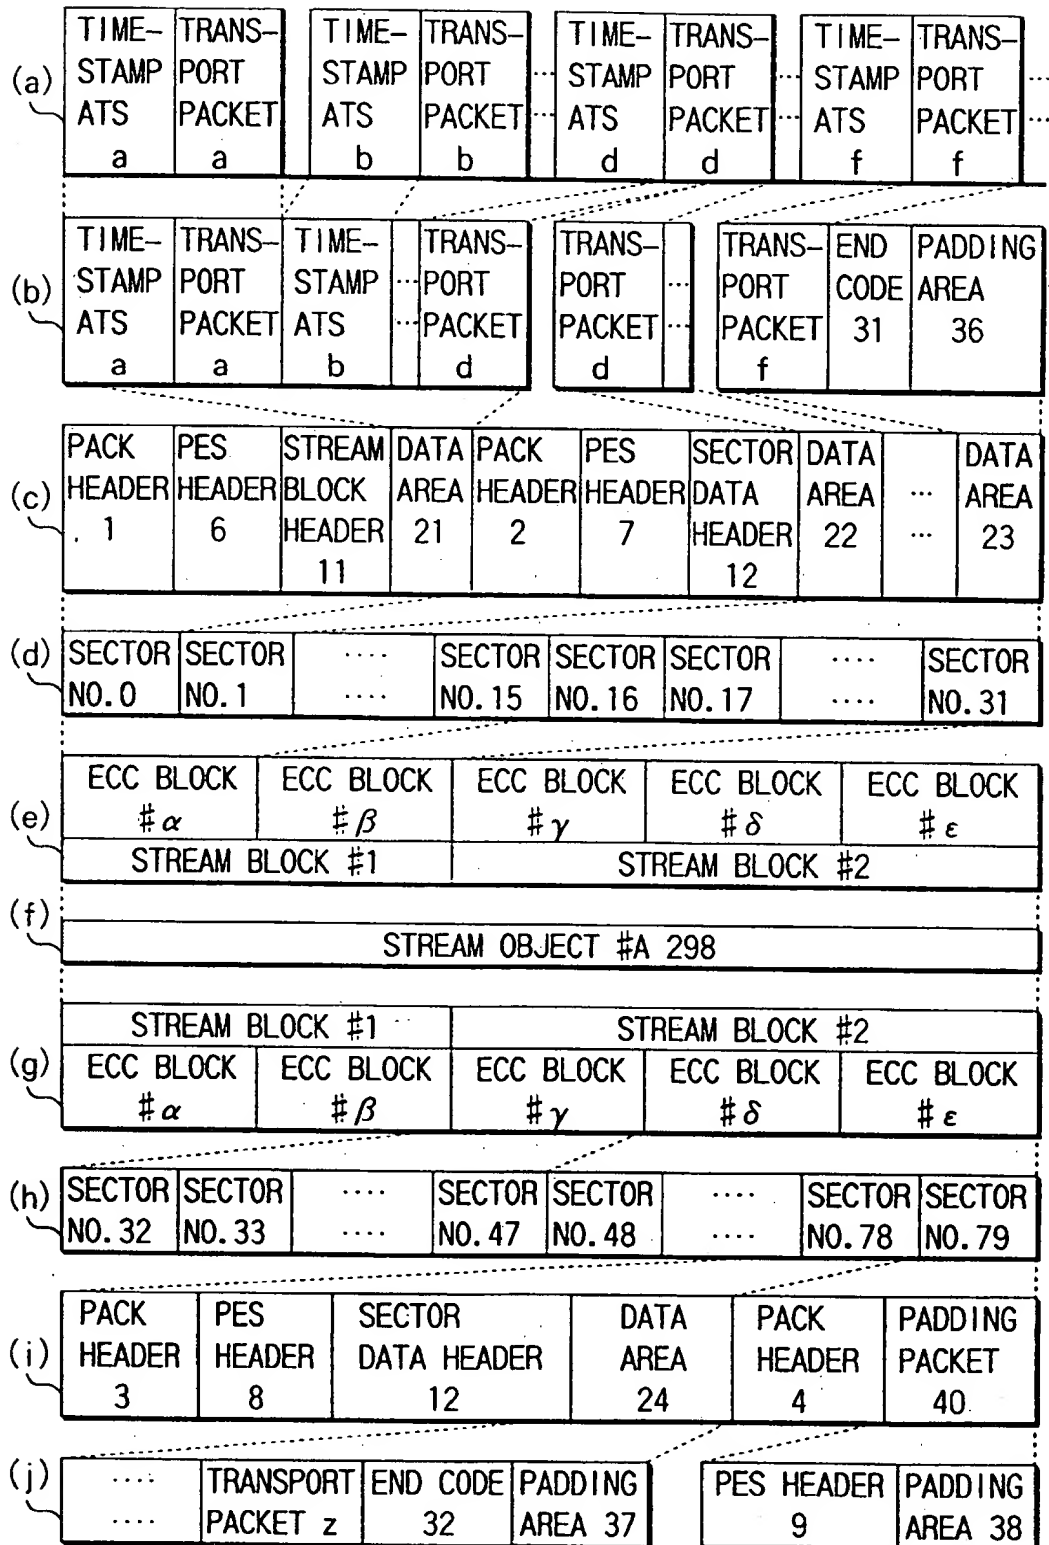 (a)
TIME-STAMP ATS a
TRANS-PORT PACKET a
TIME-STAMP ATS b
TRANS-PORT PACKET b
···
···
TIME-STAMP ATS d
TRANS-PORT PACKET d
···
···
TIME-STAMP ATS f
TRANS-PORT PACKET f
···
···
(b)
TIME-STAMP ATS a
TRANS-PORT PACKET a
TIME-STAMP ATS b
···
···
TRANS-PORT PACKET d
TRANS-PORT PACKET d
···
···
TRANS-PORT PACKET f
END CODE 31
PADDING AREA 36
(c)
PACK HEADER 1
PES HEADER 6
STREAM BLOCK HEADER 11
DATA AREA 21
PACK HEADER 2
PES HEADER 7
SECTOR DATA HEADER 12
DATA AREA 22
···
···
DATA AREA 23
(d)
SECTOR NO.0
SECTOR NO.1
····
····
SECTOR NO.15
SECTOR NO.16
SECTOR NO.17
····
····
SECTOR NO.31
(e)
ECC BLOCK #α
ECC BLOCK #β
ECC BLOCK #γ
ECC BLOCK #δ
ECC BLOCK #ε
STREAM BLOCK #1
STREAM BLOCK #2
(f)
STREAM OBJECT #A 298
STREAM BLOCK #1
STREAM BLOCK #2
(g)
ECC BLOCK #α
ECC BLOCK #β
ECC BLOCK #γ
ECC BLOCK #δ
ECC BLOCK #ε
(h)
SECTOR NO.32
SECTOR NO.33
····
····
SECTOR NO.47
SECTOR NO.48
····
····
SECTOR NO.78
SECTOR NO.79
(i)
PACK HEADER 3
PES HEADER 8
SECTOR DATA HEADER 12
DATA AREA 24
PACK HEADER 4
PADDING PACKET 40
(j)
····
····
TRANSPORT PACKET z
END CODE 32
PADDING AREA 37
PES HEADER 9
PADDING AREA 38